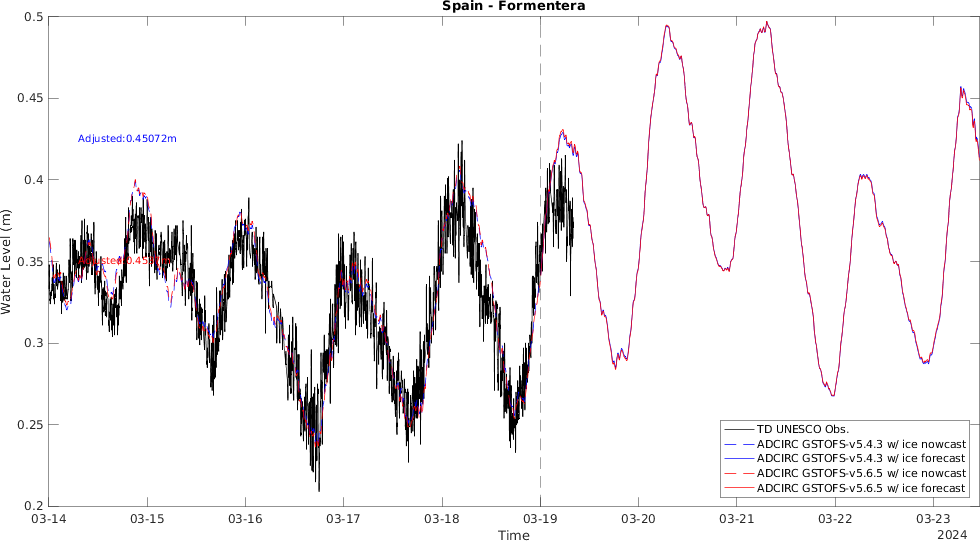 Spain - Formentera
0.5
0.45
0.4
0.35
0.3
0.25
0.2
Water Level (m)
Adjusted:0.45072m
03-14
03-15
03-16
03-17
03-18
03-19
03-20
03-21
03-22
03-23
Time
2024
TD UNESCO Obs.
ADCIRC GSTOFS-v5.4.3 w/ ice nowcast
ADCIRC GSTOFS-v5.4.3 w/ ice forecast
ADCIRC GSTOFS-v5.6.5 w/ ice nowcast
ADCIRC GSTOFS-v5.6.5 w/ ice forecast